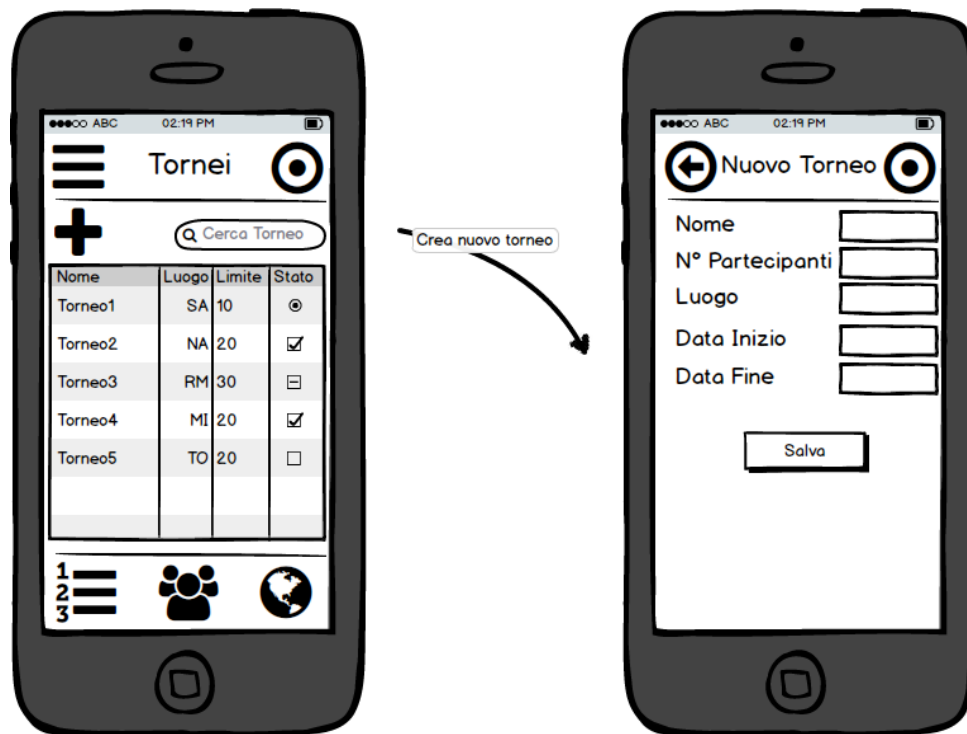 ABC 02:19 PM
Tornei
Cerca Torneo
Nome Luogo Limite Stato
Torneo1 SA 10
Torneo2 NA 20
Torneo3 RM 30
Torneo4 MI 20
Torneo5 TO 20
1
2
3
Crea nuovo torneo
ABC 02:19 PM
Nuovo Torneo
Nome
N° Partecipanti
Luogo
Data Inizio
Data Fine
Salva